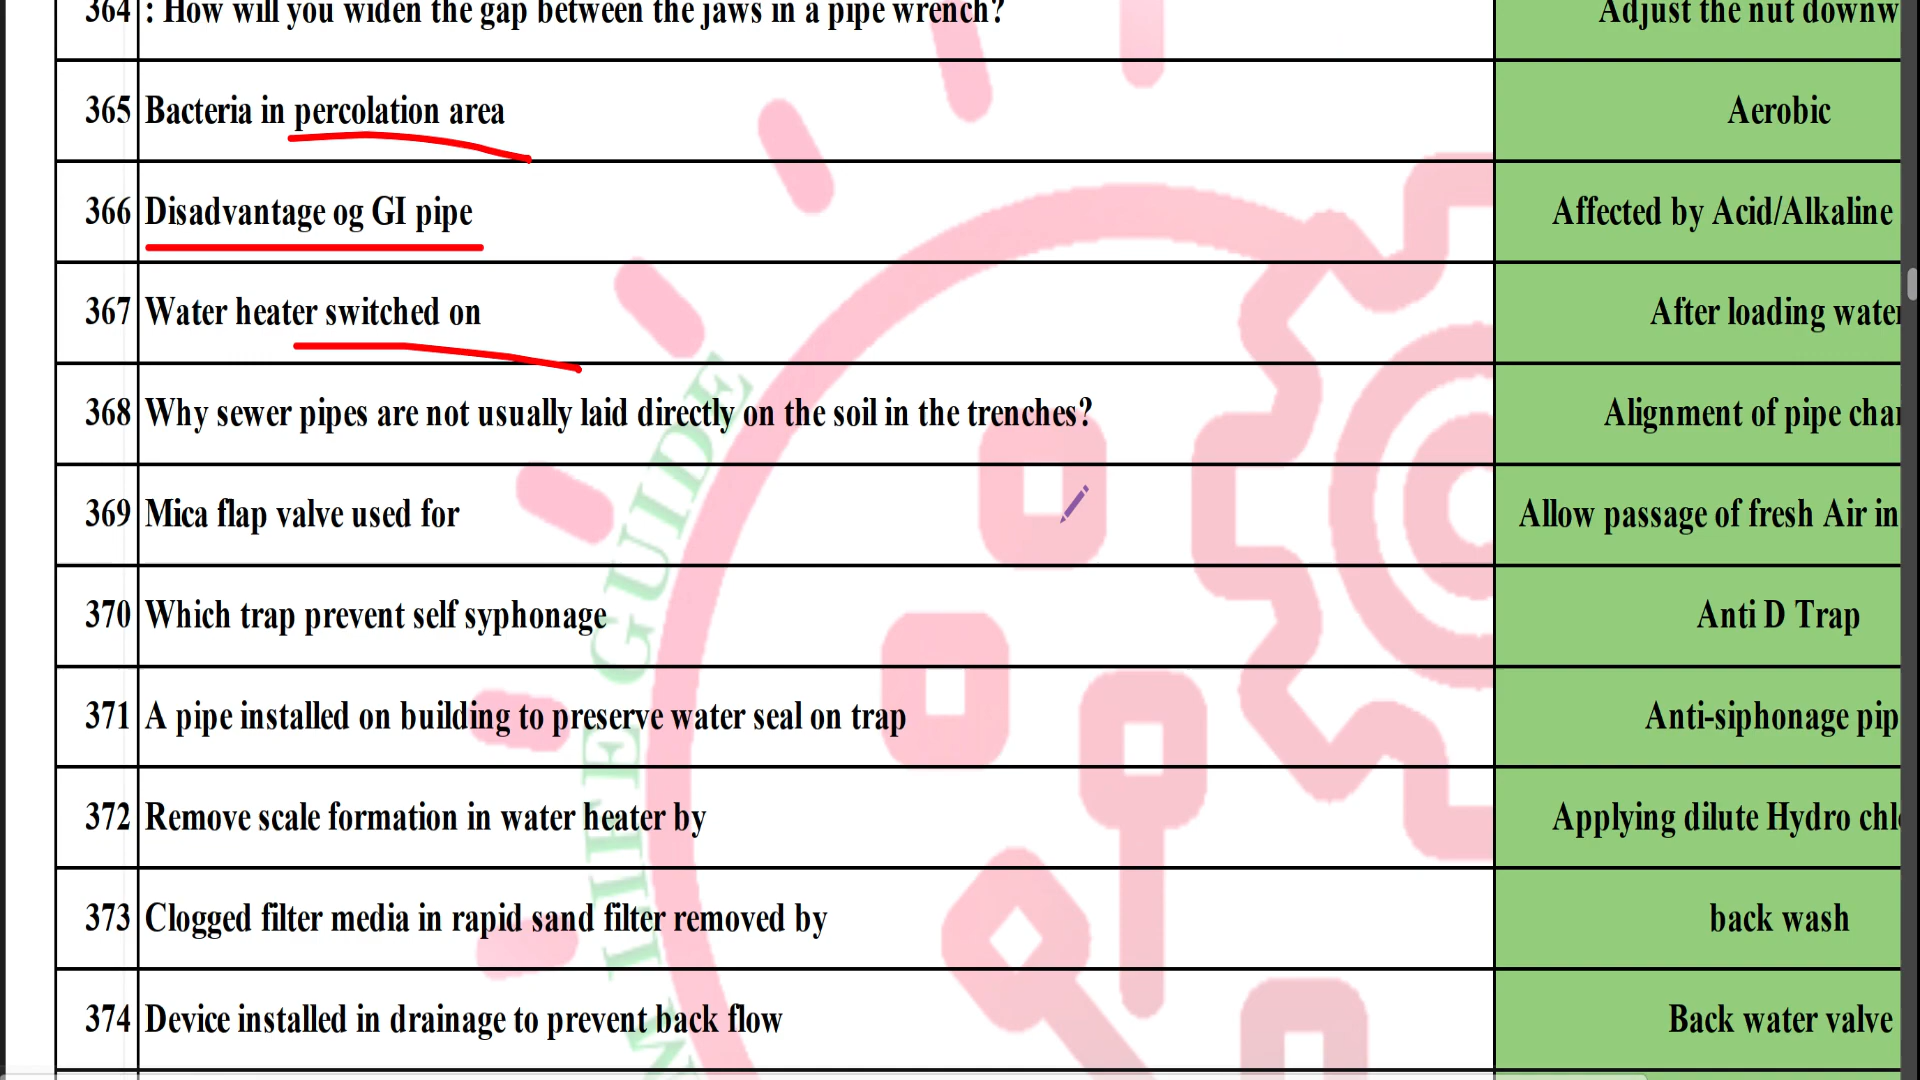 364 : How will you widen the gap between the jaws in a pipe wrench? Adjust the nut downw
365 Bacteria in percolation area Aerobic
366 Disadvantage og GI pipe Affected by Acid/Alkaline
367 Water heater switched on After loading water
368 Why sewer pipes are not usually laid directly on the soil in the trenches? Alignment of pipe chan
369 Mica flap valve used for Allow passage of fresh Air in
370 Which trap prevent self syphonage Anti D Trap
371 A pipe installed on building to preserve water seal on trap Anti-siphonage pip
372 Remove scale formation in water heater by Applying dilute Hydro chl
373 Clogged filter media in rapid sand filter removed by back wash
374 Device installed in drainage to prevent back flow Back water valve
GUIDE